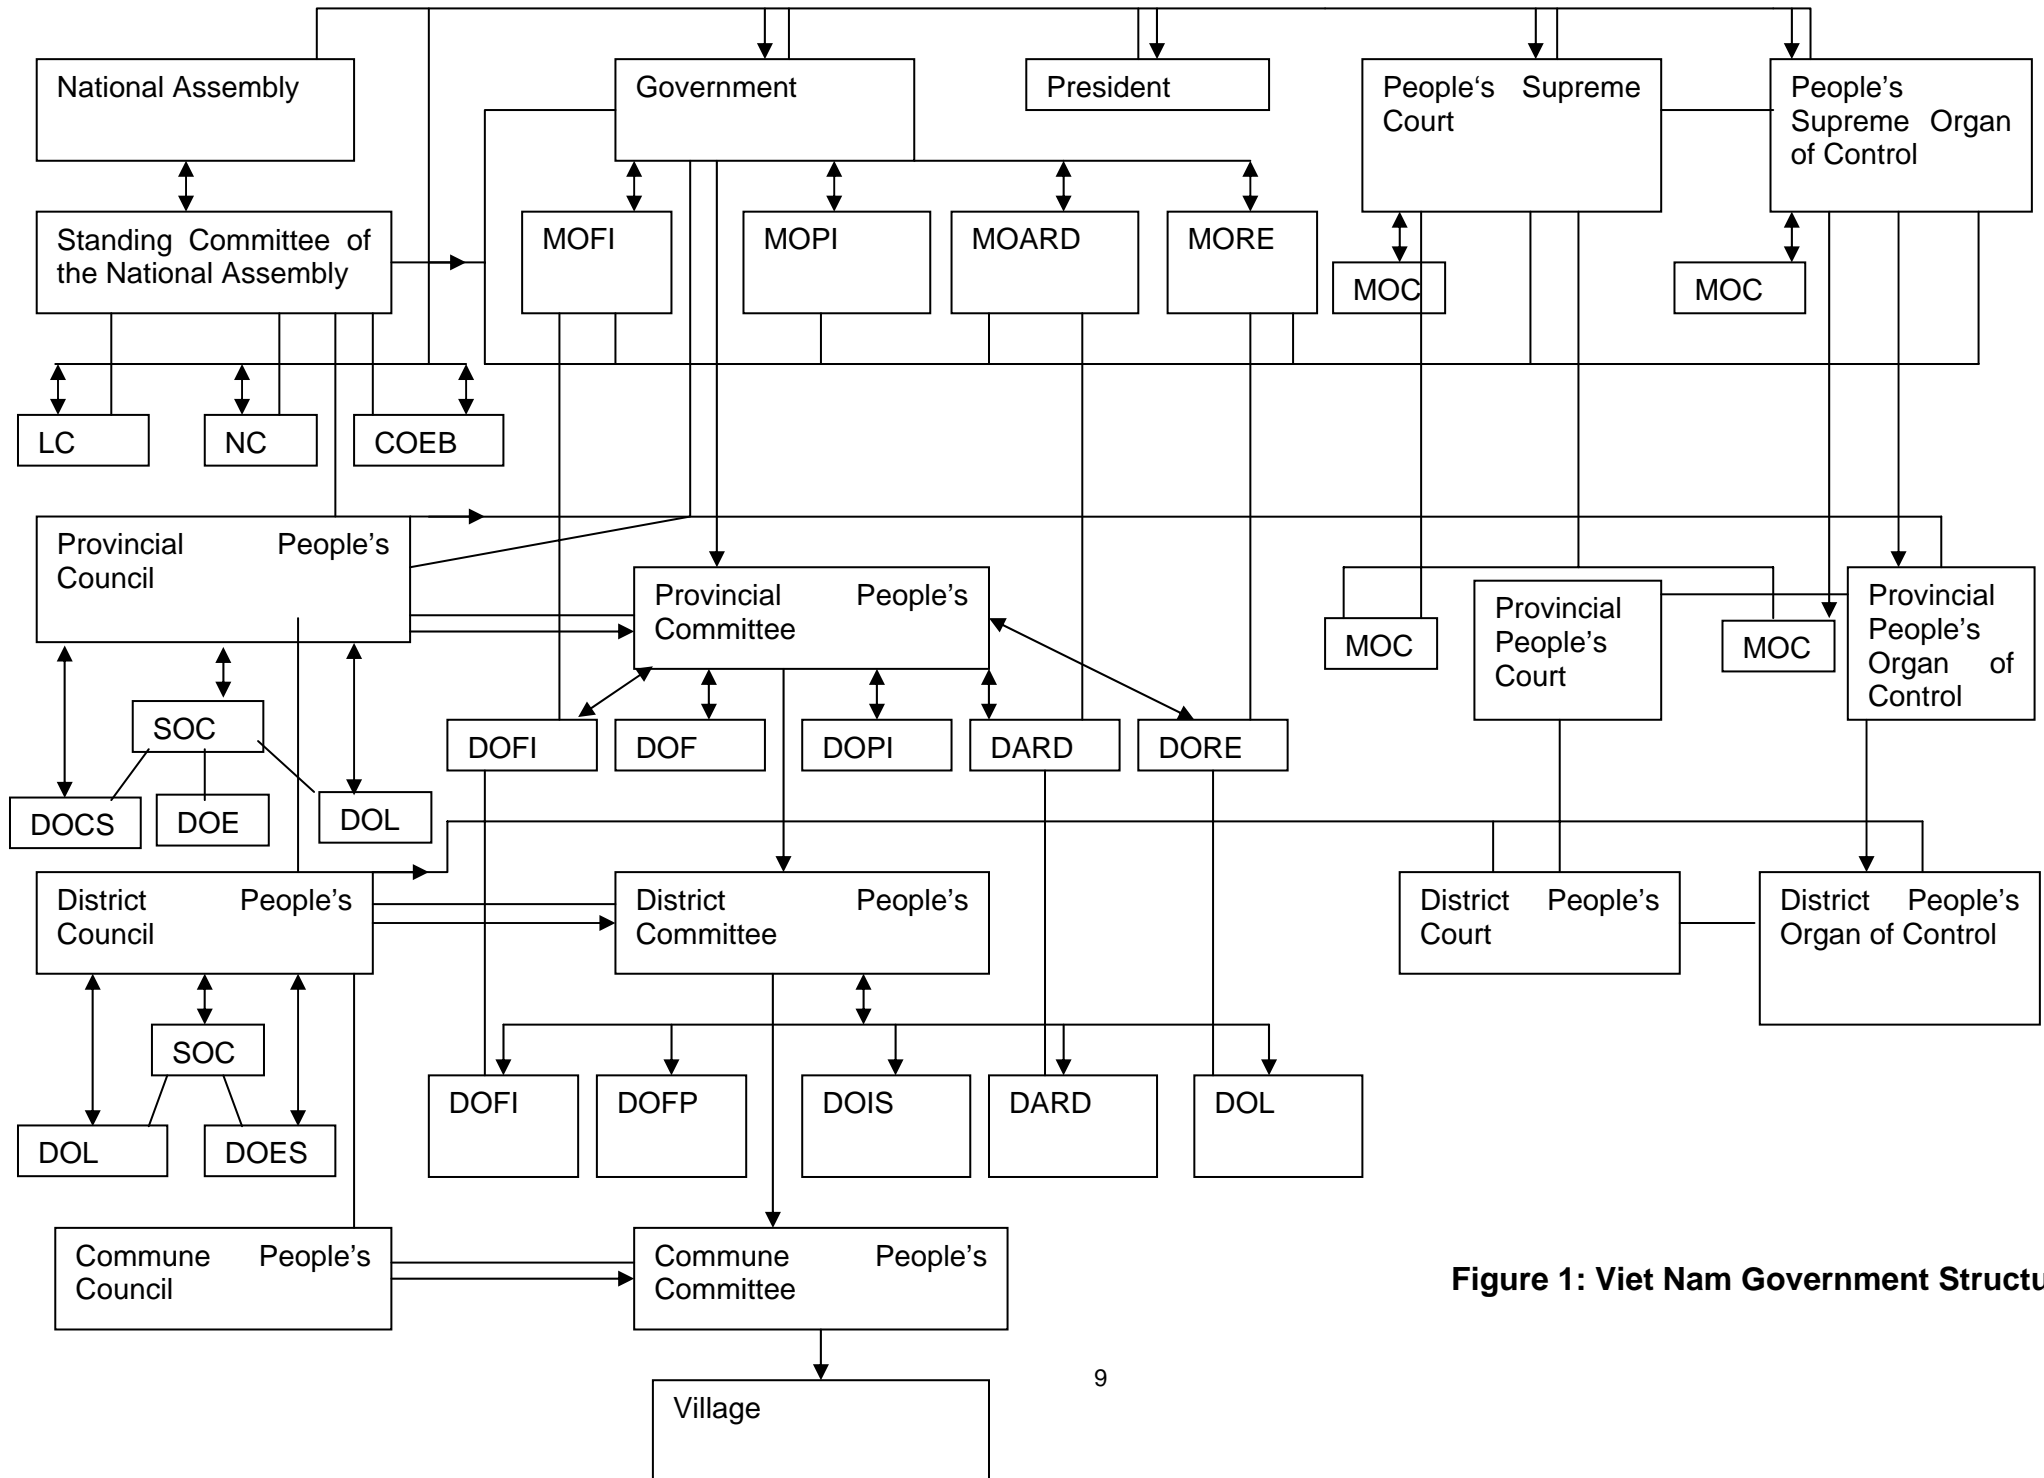 National Assembly
Government
President
People‘s Supreme
Court
People’s
Supreme Organ
of Control
Standing Committee of
the National Assembly
MOFI
MOPI
MOARD
MORE
MOC
MOC
LC
NC
COEB
Provincial People’s
Council
Provincial People’s
Committee
MOC
Provincial
People’s
Court
MOC
Provincial
People’s
Organ of
Control
SOC
DOFI
DOF
DOPI
DARD
DORE
DOCS
DOE
DOL
District People’s
Council
District People’s
Committee
District People’s
Court
District People’s
Organ of Control
SOC
DOFI
DOFP
DOIS
DARD
DOL
DOL
DOES
Commune People’s
Council
Commune People’s
Committee
Figure 1: Viet Nam Government Structu
9
Village